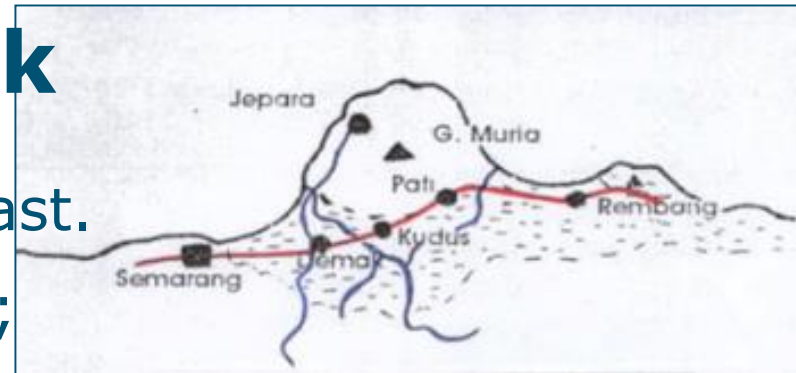 k
Jepara
G. Muria
ast.
Pati
Rembang
Kudus
Demak
Semarang
;